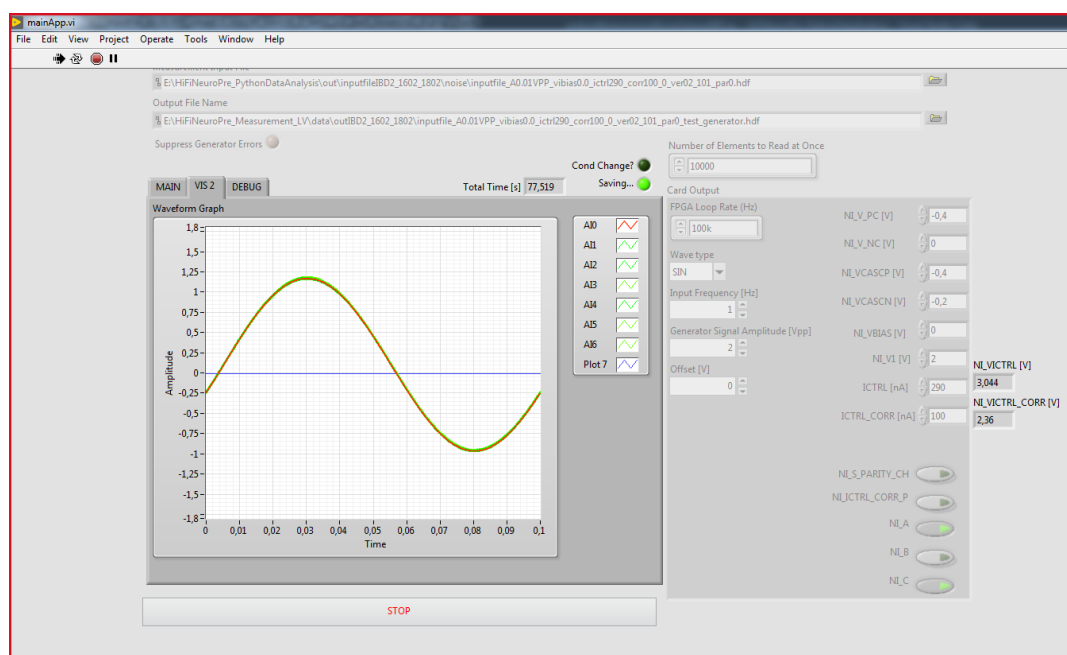 mainApp.vi
File Edit View Project Operate Tools Window Help
Measurement Input File
E:\HiFiNeuroPre_PythonDataAnalysis\out\inputfileIBD2_1602_1802\noise\inputfile_A0.01VPP_vibias0.0_ictrl290_corr100_0_ver02_101_par0.hdf
Output File Name
E:\HiFiNeuroPre_Measurement_LV\data\outIBD2_1602_1802\inputfile_A0.01VPP_vibias0.0_ictrl290_corr100_0_ver02_101_par0_test_generator.hdf
Suppress Generator Errors
Number of Elements to Read at Once
10000
Cond Change?
Saving...
Total Time [s] 77,519
MAIN VIS 2 DEBUG
Waveform Graph
Amplitude
1,8
1,5
1,25
1
0,75
0,5
0,25
0
-0,25
-0,5
-0,75
-1
-1,25
-1,5
-1,8
0 0,01 0,02 0,03 0,04 0,05 0,06 0,07 0,08 0,09 0,1
Time
AI0
AI1
AI2
AI3
AI4
AI5
AI6
Plot 7
Card Output
FPGA Loop Rate (Hz)
100k
Wave type
SIN
Input Frequency [Hz]
1
Generator Signal Amplitude [Vpp]
2
Offset [V]
0
NI_V_PC [V] -0,4
NI_V_NC [V] 0
NI_VCASCP [V] -0,4
NI_VCASCN [V] -0,2
NI_VBIAS [V] 0
NI_V1 [V] 2
ICTRL [nA] 290
ICTRL_CORR [nA] 100
NI_VICTRL [V]
3,044
NI_VICTRL_CORR [V]
2,36
NI_S_PARITY_CH
NI_ICTRL_CORR_P
NI_A
NI_B
NI_C
STOP